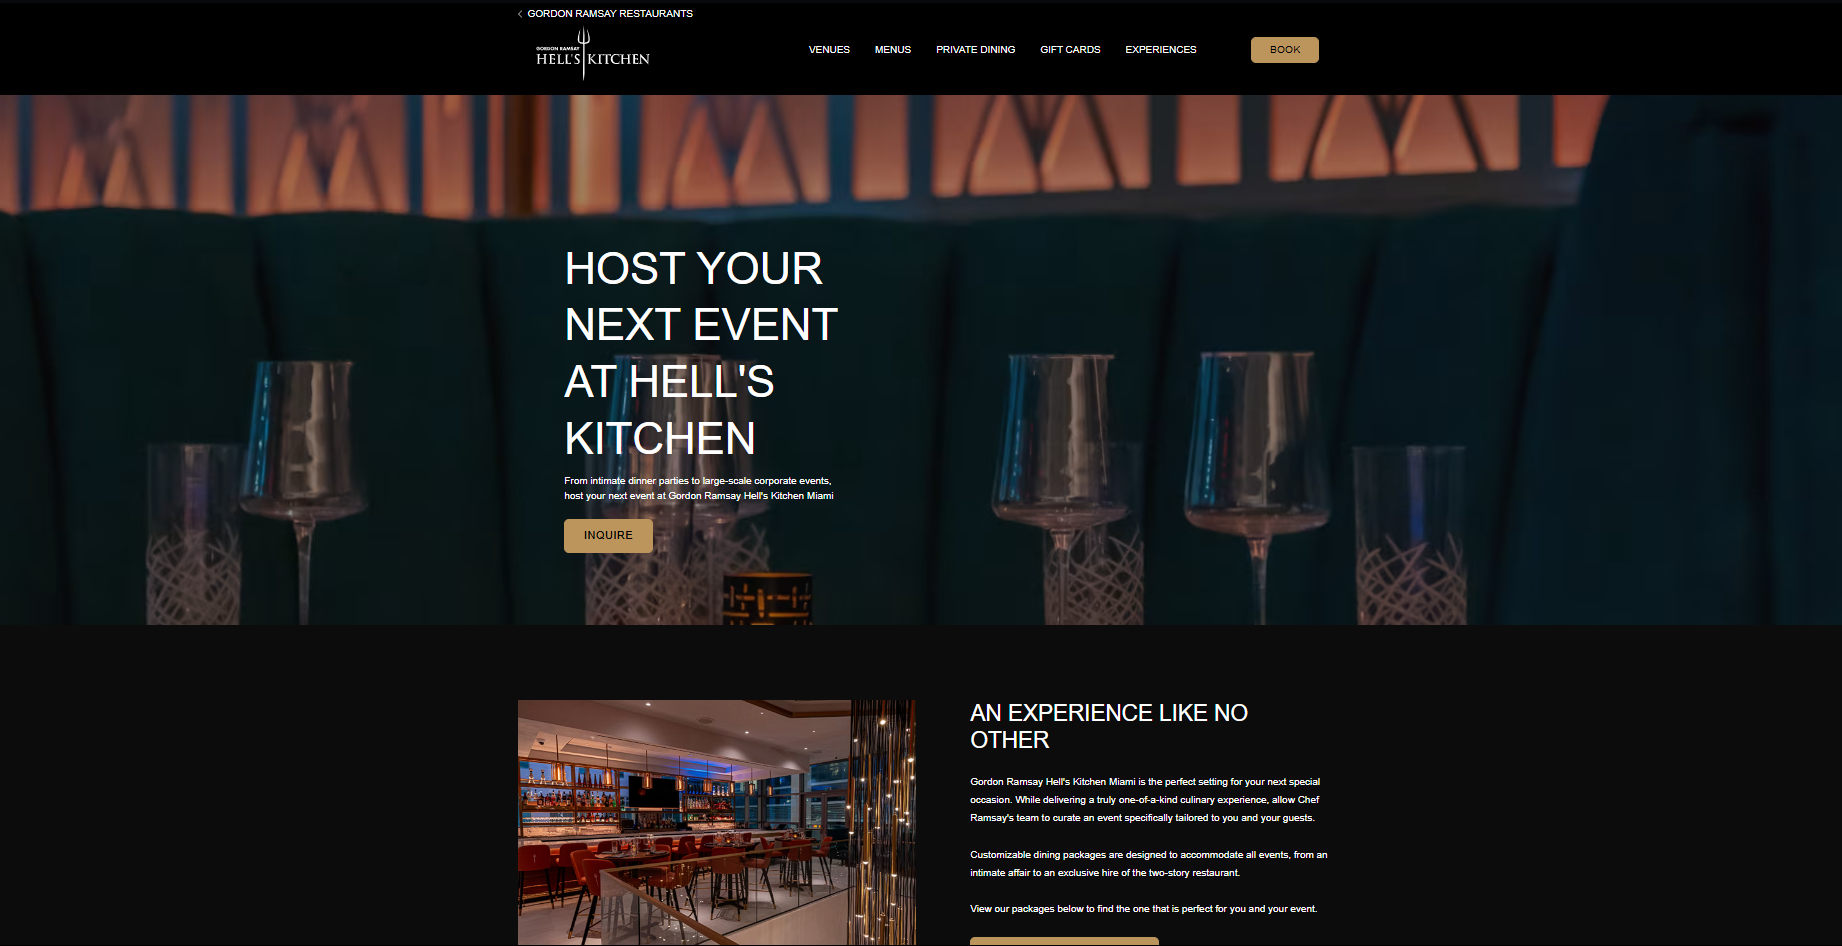 GORDON RAMSAY RESTAURANTS
GORDON RAMSAY
HELL'S KITCHEN
VENUES
MENUS
PRIVATE DINING
GIFT CARDS
EXPERIENCES
BOOK
HOST YOUR
NEXT EVENT
AT HELL'S
KITCHEN
From intimate dinner parties to large-scale corporate events,
host your next event at Gordon Ramsay Hell's Kitchen Miami
INQUIRE
AN EXPERIENCE LIKE NO
OTHER
Gordon Ramsay Hell's Kitchen Miami is the perfect setting for your next special
occasion. While delivering a truly one-of-a-kind culinary experience, allow Chef
Ramsay's team to curate an event specifically tailored to you and your guests.
Customizable dining packages are designed to accommodate all events, from an
intimate affair to an exclusive hire of the two-story restaurant.
View our packages below to find the one that is perfect for you and your event.